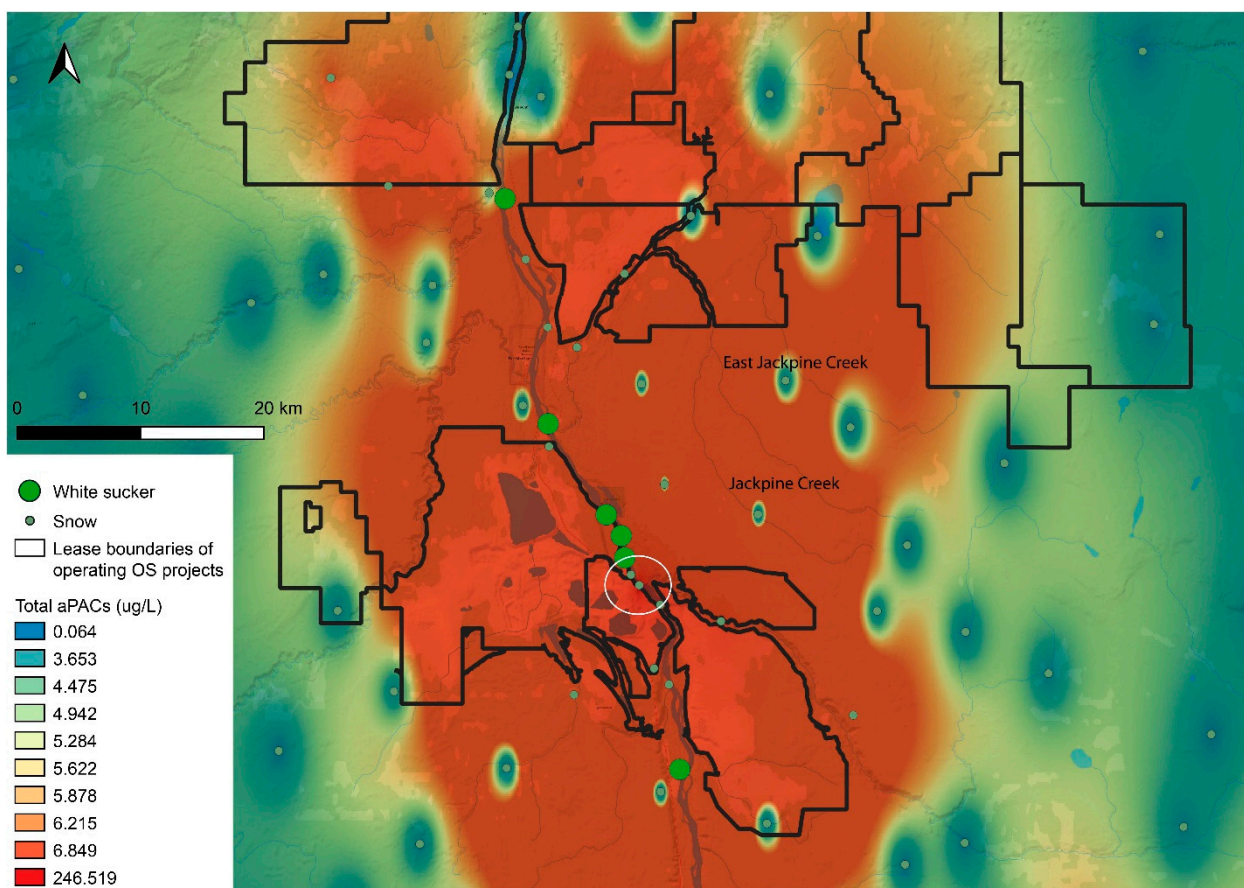 East Jackpine Creek
Jackpine Creek
0 10 20 km
White sucker
Snow
Lease boundaries of
operating OS projects
Total aPACs (ug/L)
0.064
3.653
4.475
4.942
5.284
5.622
5.878
6.215
6.849
246.519